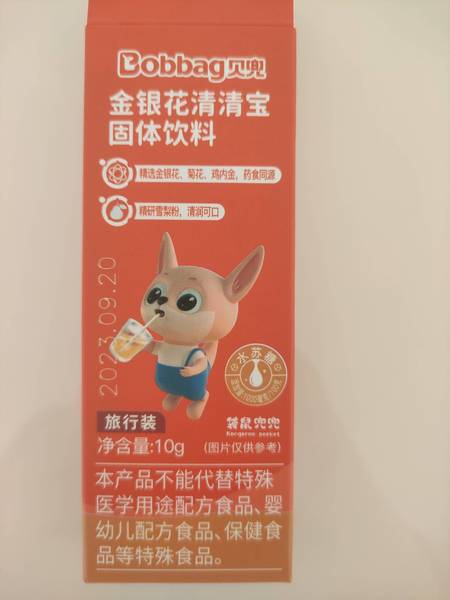 Bobbag贝兜
金银花清清宝
固体饮料
精选金银花、菊花、鸡内金，药食同源
精研雪梨粉，清润可口
2023.09.20
水苏糖
旅行装
袋鼠兜兜
Kangaroo pocket
净含量:10g
(图片仅供参考)
本产品不能代替特殊
医学用途配方食品、婴
幼儿配方食品、保健食
品等特殊食品。